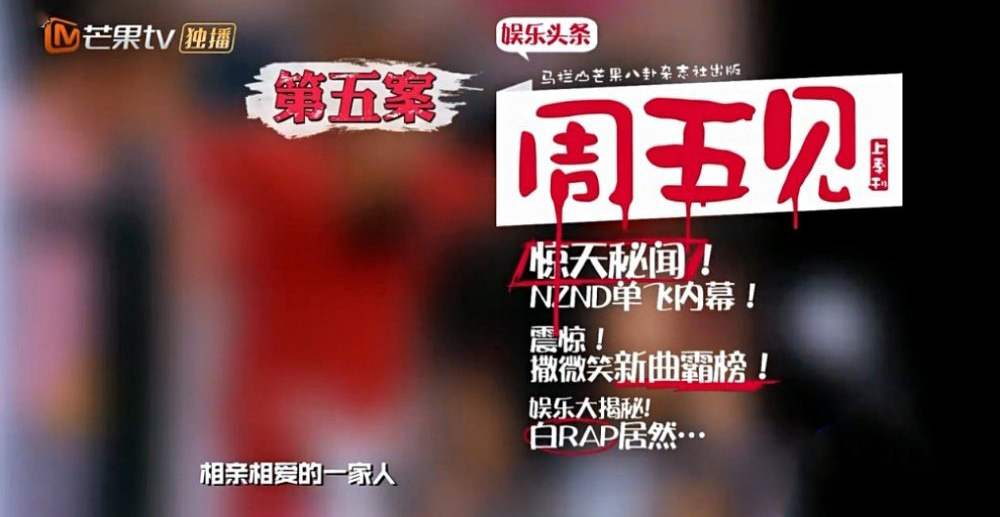 芒果tv 独播
娱乐头条
马栏山芒果八卦杂志社出版
第五案
周五见
上季刊
惊天秘闻！
NZND单飞内幕！
震惊！
撒微笑新曲霸榜！
娱乐大揭秘!
白RAP居然…
相亲相爱的一家人